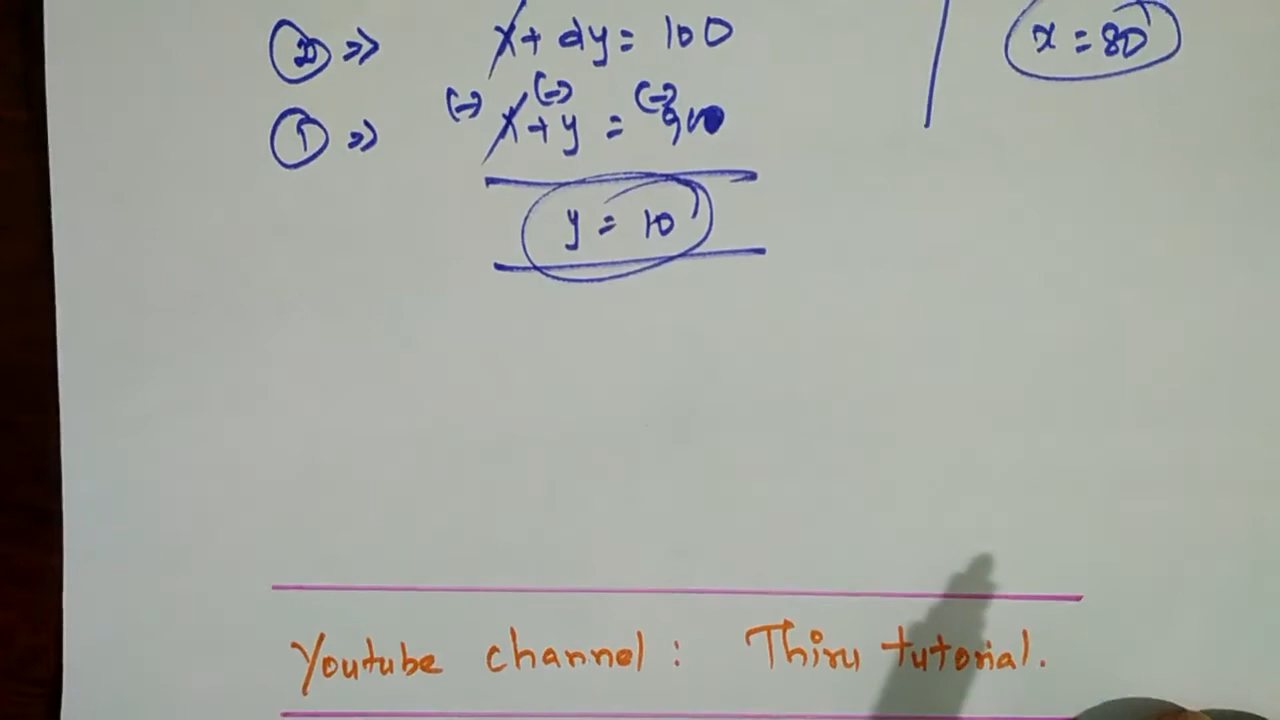 ② ⇒ x + 2y = 100
x = 80
(-) (-) (-)
① ⇒ x + y = 90
y = 10
Youtube channel : Thiru tutorial.